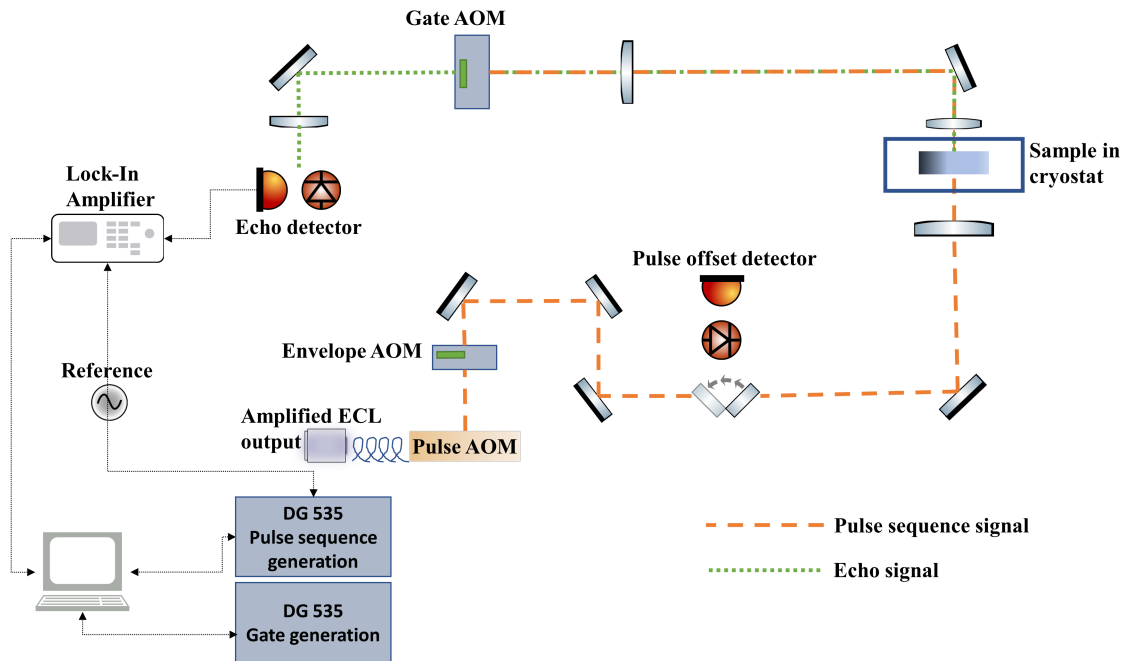 Gate AOM
Lock-In
Amplifier
Echo detector
Sample in
cryostat
Pulse offset detector
Envelope AOM
Reference
Amplified ECL
output
Pulse AOM
DG 535
Pulse sequence
generation
DG 535
Gate generation
Pulse sequence signal
Echo signal